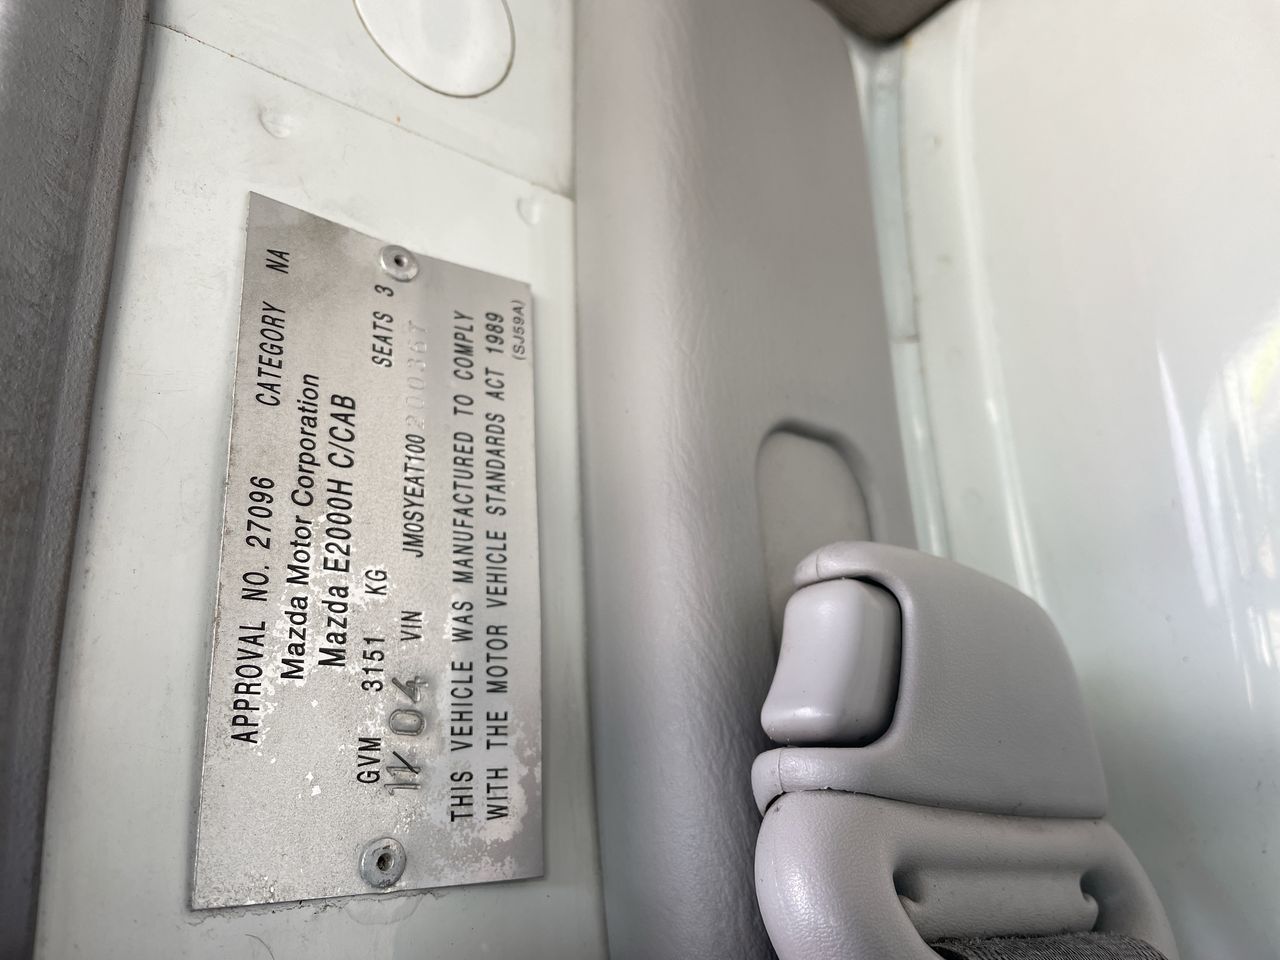 APPROVAL NO. 27096 CATEGORY NA
Mazda Motor Corporation
Mazda E2000H C/CAB
GVM 3151 KG SEATS 3
11/04 VIN JM0SYEAT100200367
THIS VEHICLE WAS MANUFACTURED TO COMPLY
WITH THE MOTOR VEHICLE STANDARDS ACT 1989
(SJ59A)